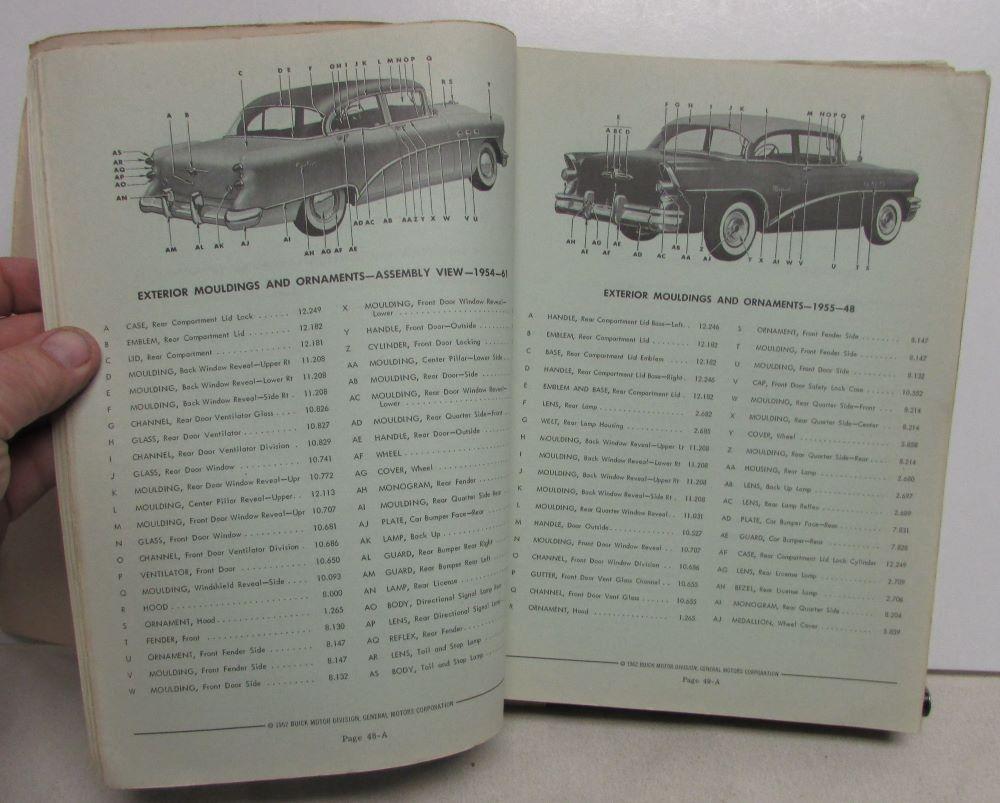 EXTERIOR MOULDINGS AND ORNAMENTS—ASSEMBLY VIEW—1954-61
A CASE, Rear Compartment Lid Lock ....... 12.249
B EMBLEM, Rear Compartment Lid ........ 12.182
C LID, Rear Compartment ............... 12.181
D MOULDING, Back Window Reveal—Upper Rt 11.208
E MOULDING, Back Window Reveal—Lower Rt 11.208
F MOULDING, Back Window Reveal—Side Rt . 11.208
G CHANNEL, Rear Door Ventilator Glass .... 10.826
H GLASS, Rear Door Ventilator .......... 10.827
I CHANNEL, Rear Door Ventilator Division . 10.829
J GLASS, Rear Door Window ............ 10.741
K MOULDING, Rear Door Window Reveal—Upr 10.772
L MOULDING, Center Pillar Reveal—Upper.. 12.113
M MOULDING, Front Door Window Reveal—Upr 10.707
N GLASS, Front Door Window ........... 10.681
O CHANNEL, Front Door Ventilator Division . 10.686
P VENTILATOR, Front Door ............. 10.650
Q MOULDING, Windshield Reveal—Side .... 10.093
R HOOD ............................ 8.000
S ORNAMENT, Hood ................... 1.265
T FENDER, Front ..................... 8.130
U ORNAMENT, Front Fender Side ......... 8.147
V MOULDING, Front Fender Side ......... 8.147
W MOULDING, Front Door Side .......... 8.132
X MOULDING, Front Door Window Reveal—
Lower
Y HANDLE, Front Door—Outside
Z CYLINDER, Front Door Locking
AA MOULDING, Center Pillar—Lower Side
AB MOULDING, Rear Door—Side
AC MOULDING, Rear Door Window Reveal—
Lower
AD MOULDING, Rear Quarter Side—Front
AE HANDLE, Rear Door—Outside
AF WHEEL
AG COVER, Wheel
AH MONOGRAM, Rear Fender
AI MOULDING, Rear Quarter Side Rear
AJ PLATE, Car Bumper Face—Rear
AK LAMP, Back Up
AL GUARD, Rear Bumper Rear Right
AM GUARD, Rear Bumper Rear Left
AN LAMP, Rear License
AO BODY, Directional Signal Lamp Rear
AP LENS, Rear Directional Signal Lamp
AQ REFLEX, Rear Fender
AR LENS, Tail and Stop Lamp
AS BODY, Tail and Stop Lamp
© 1962 BUICK MOTOR DIVISION, GENERAL MOTORS CORPORATION
Page 48-A
EXTERIOR MOULDINGS AND ORNAMENTS—1955-48
A HANDLE, Rear Compartment Lid Base—Left.. 12.246
B EMBLEM, Rear Compartment Lid ........ 12.182
C BASE, Rear Compartment Lid Emblem .... 12.182
D HANDLE, Rear Compartment Lid Base—Right . 12.246
E EMBLEM AND BASE, Rear Compartment Lid . 12.182
F LENS, Rear Lamp .................. 2.682
G WELT, Rear Lamp Housing ............ 2.685
H MOULDING, Back Window Reveal—Upper Lt 11.208
I MOULDING, Back Window Reveal—Lower Rt 11.208
J MOULDING, Back Window Reveal—Upper Rt 11.208
K MOULDING, Back Window Reveal—Side Rt . 11.208
L MOULDING, Rear Quarter Window Reveal... 11.031
M HANDLE, Door Outside ............... 10.527
N MOULDING, Front Door Window Reveal ... 10.707
O CHANNEL, Front Door Window Division ... 10.686
P GUTTER, Front Door Vent Glass Channel .. 10.655
Q CHANNEL, Front Door Vent Glass ....... 10.655
R ORNAMENT, Hood .................. 1.265
S ORNAMENT, Front Fender Side ......... 8.147
T MOULDING, Front Fender Side ......... 8.147
U MOULDING, Front Door Side .......... 8.132
V CAP, Front Door Safety Lock Case ...... 10.552
W MOULDING, Rear Quarter Side—Front .... 8.214
X MOULDING, Rear Quarter Side—Center ... 8.214
Y COVER, Wheel .................... 5.858
Z MOULDING, Rear Quarter Side—Rear ..... 8.214
AA HOUSING, Rear Lamp ............... 2.680
AB LENS, Back Up Lamp ............... 2.697
AC LENS, Rear Lamp Reflex ............. 2.689
AD PLATE, Car Bumper Face—Rear ........ 7.831
AE GUARD, Car Bumper—Rear ........... 7.828
AF CASE, Rear Compartment Lid Lock Cylinder 12.249
AG LENS, Rear License Lamp ............ 2.709
AH BEZEL, Rear License Lamp ........... 2.706
AI MONOGRAM, Rear Quarter Side ....... 8.204
AJ MEDALLION, Wheel Cover ........... 5.859
© 1962 BUICK MOTOR DIVISION, GENERAL MOTORS CORPORATION
Page 49-A